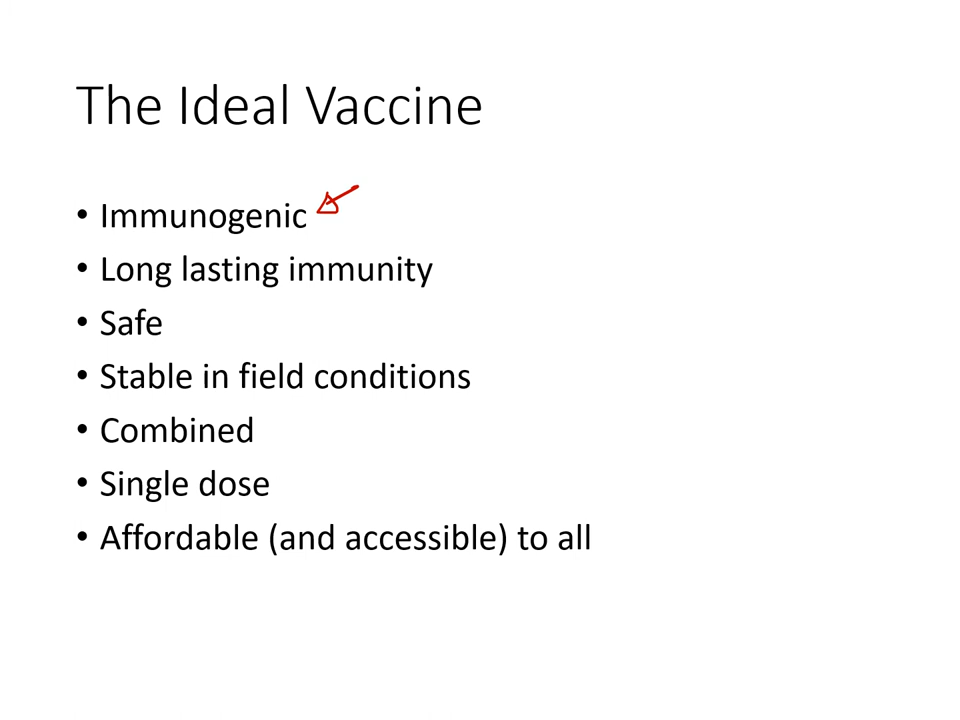 The Ideal Vaccine
• Immunogenic
• Long lasting immunity
• Safe
• Stable in field conditions
• Combined
• Single dose
• Affordable (and accessible) to all